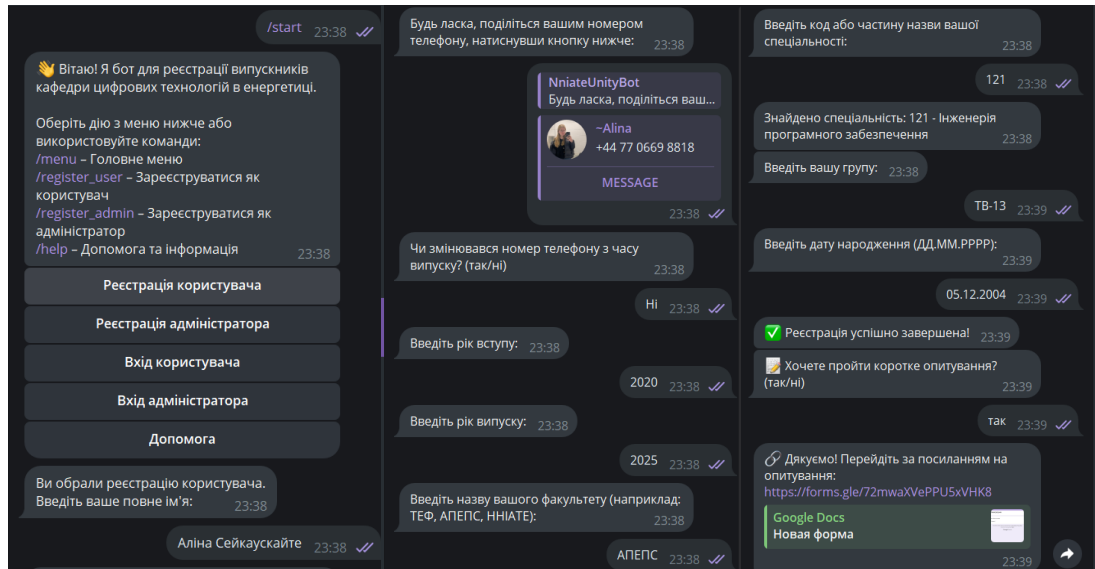 /start 23:38
👋 Вітаю! Я бот для реєстрації випускників
кафедри цифрових технологій в енергетиці.
Оберіть дію з меню нижче або
використовуйте команди:
/menu – Головне меню
/register_user – Зареєструватися як
користувач
/register_admin – Зареєструватися як
адміністратор
/help – Допомога та інформація 23:38
Реєстрація користувача
Реєстрація адміністратора
Вхід користувача
Вхід адміністратора
Допомога
Ви обрали реєстрацію користувача.
Введіть ваше повне ім'я: 23:38
Аліна Сейкаускайте 23:38
Будь ласка, поділіться вашим номером
телефону, натиснувши кнопку нижче: 23:38
NniateUnityBot
Будь ласка, поділіться ваш...
~Alina
+44 77 0669 8818
MESSAGE
23:38
Чи змінювався номер телефону з часу
випуску? (так/ні) 23:38
Ні 23:38
Введіть рік вступу: 23:38
2020 23:38
Введіть рік випуску: 23:38
2025 23:38
Введіть назву вашого факультету (наприклад:
ТЕФ, АПЕПС, ННІАТЕ): 23:38
АПЕПС 23:38
Введіть код або частину назви вашої
спеціальності: 23:38
121 23:38
Знайдено спеціальність: 121 - Інженерія
програмного забезпечення 23:38
Введіть вашу групу: 23:38
ТВ-13 23:39
Введіть дату народження (ДД.ММ.РРРР):
23:39
05.12.2004 23:39
✅ Реєстрація успішно завершена! 23:39
📝 Хочете пройти коротке опитування?
(так/ні) 23:39
так 23:39
🔗 Дякуємо! Перейдіть за посиланням на
опитування:
https://forms.gle/72mwaXVePPU5xVHK8
Google Docs
Новая форма
23:39